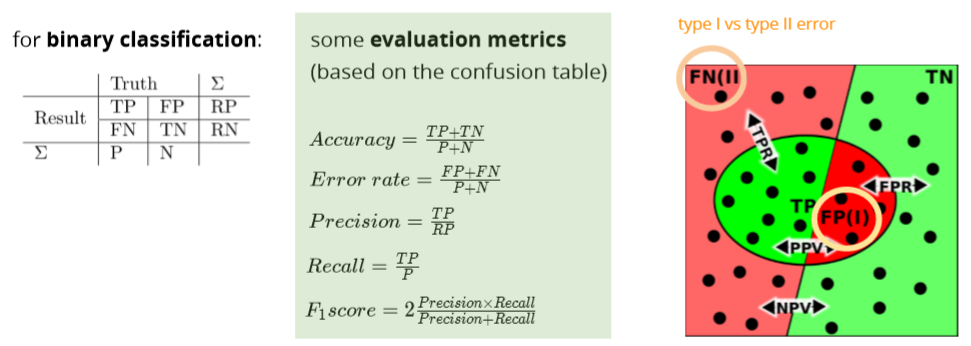 for binary classification:
Truth Σ
Result TP FP RP
FN TN RN
Σ P N
some evaluation metrics
(based on the confusion table)
Accuracy = TP+TN / P+N
Error rate = FP+FN / P+N
Precision = TP / RP
Recall = TP / P
F₁score = 2 Precision×Recall / Precision+Recall
type I vs type II error
FN(II
TN
TPR
FPR
TP
FP(I)
PPV
NPV